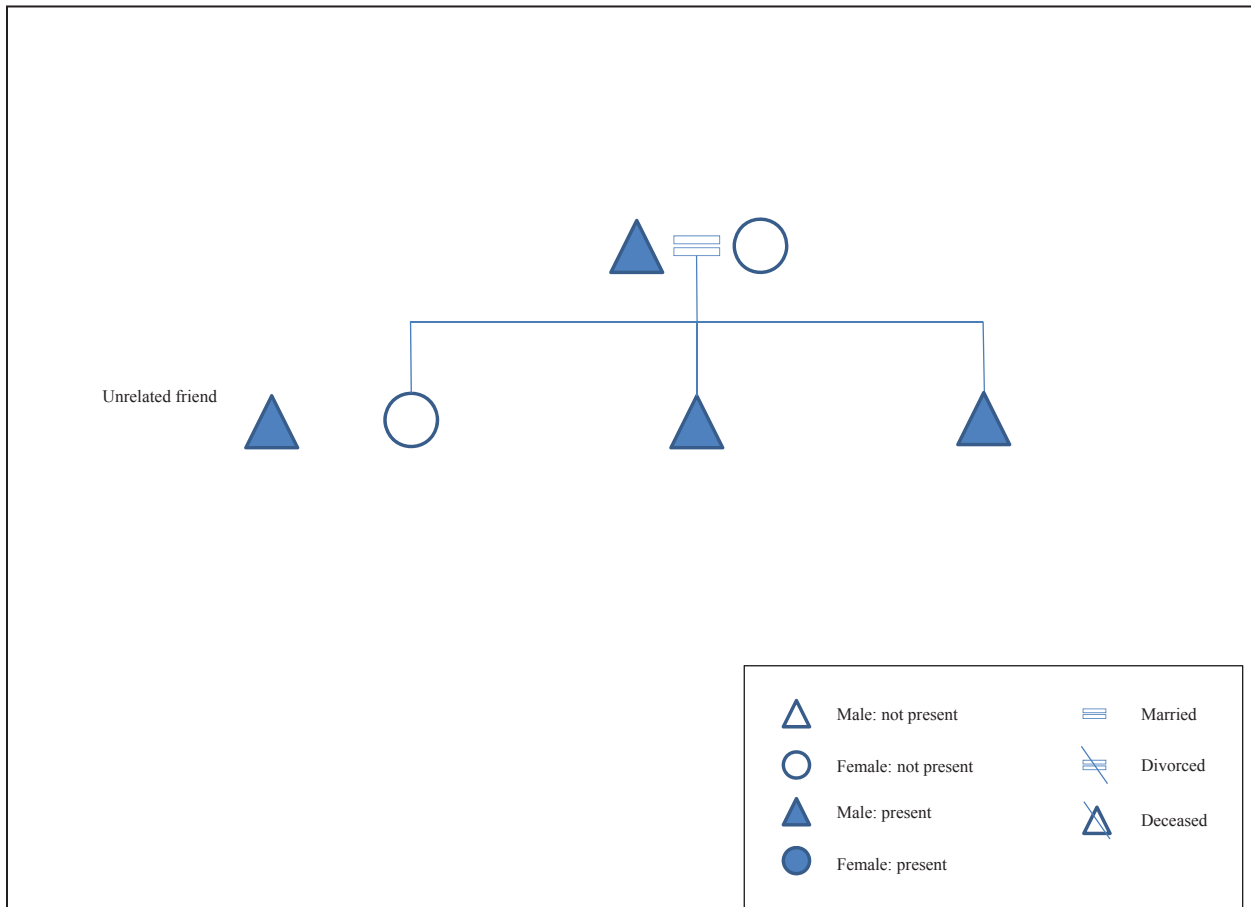 Unrelated friend
Male: not present
Married
Female: not present
Divorced
Male: present
Deceased
Female: present